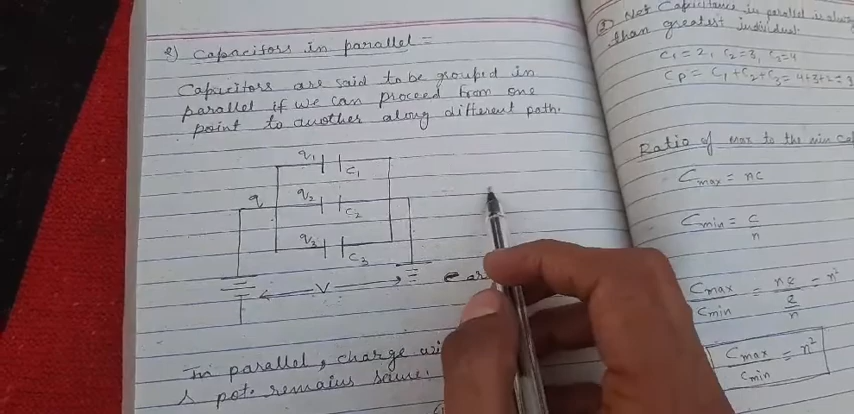 2) Capacitors in parallel =
Capacitors are said to be grouped in
parallel if we can proceed from one
point to another along different path.
q1
C1
q
q2
C2
q3
C3
V
In parallel, charge
& pot. remains same.
② Net Capacitance in parallel is always
than greatest individual.
C1 = 2, C2 = 3, C3 = 4
Cp = C1 + C2 + C3 =
Ratio of max to the min
Cmax = nc
Cmin = c/n
Cmax/Cmin = nc/(c/n) = n²
Cmax/Cmin = n²